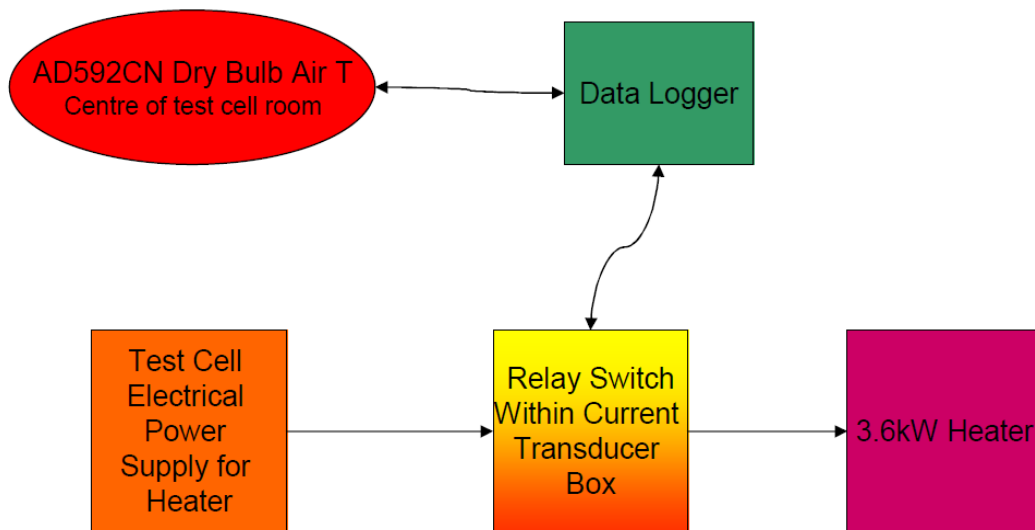 AD592CN Dry Bulb Air T
Centre of test cell room
Data Logger
Test Cell
Electrical
Power
Supply for
Heater
Relay Switch
Within Current
Transducer
Box
3.6kW Heater